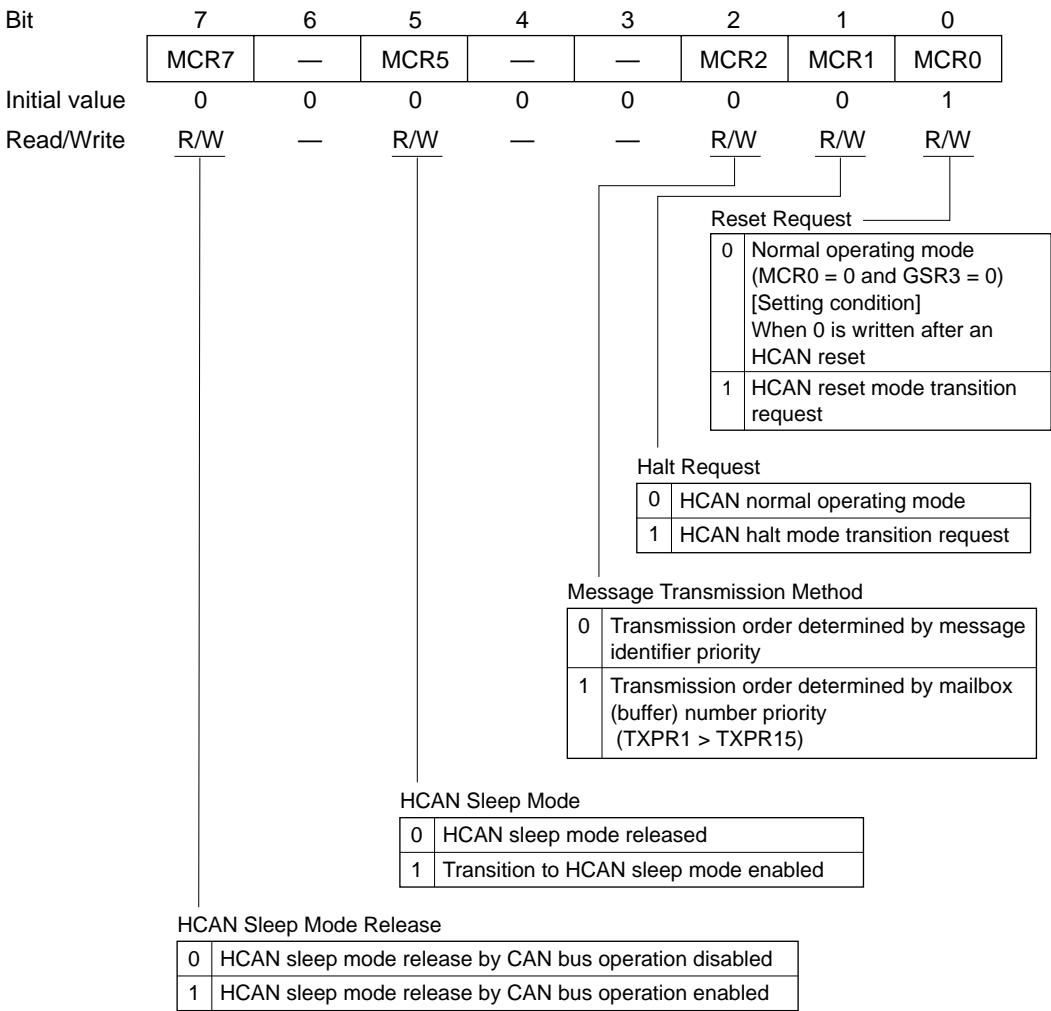 Bit 7 6 5 4 3 2 1 0
MCR7 — MCR5 — — MCR2 MCR1 MCR0
Initial value 0 0 0 0 0 0 0 1
Read/Write R/W — R/W — — R/W R/W R/W
Reset Request
0 Normal operating mode
(MCR0 = 0 and GSR3 = 0)
[Setting condition]
When 0 is written after an
HCAN reset
1 HCAN reset mode transition
request
Halt Request
0 HCAN normal operating mode
1 HCAN halt mode transition request
Message Transmission Method
0 Transmission order determined by message
identifier priority
1 Transmission order determined by mailbox
(buffer) number priority
(TXPR1 > TXPR15)
HCAN Sleep Mode
0 HCAN sleep mode released
1 Transition to HCAN sleep mode enabled
HCAN Sleep Mode Release
0 HCAN sleep mode release by CAN bus operation disabled
1 HCAN sleep mode release by CAN bus operation enabled